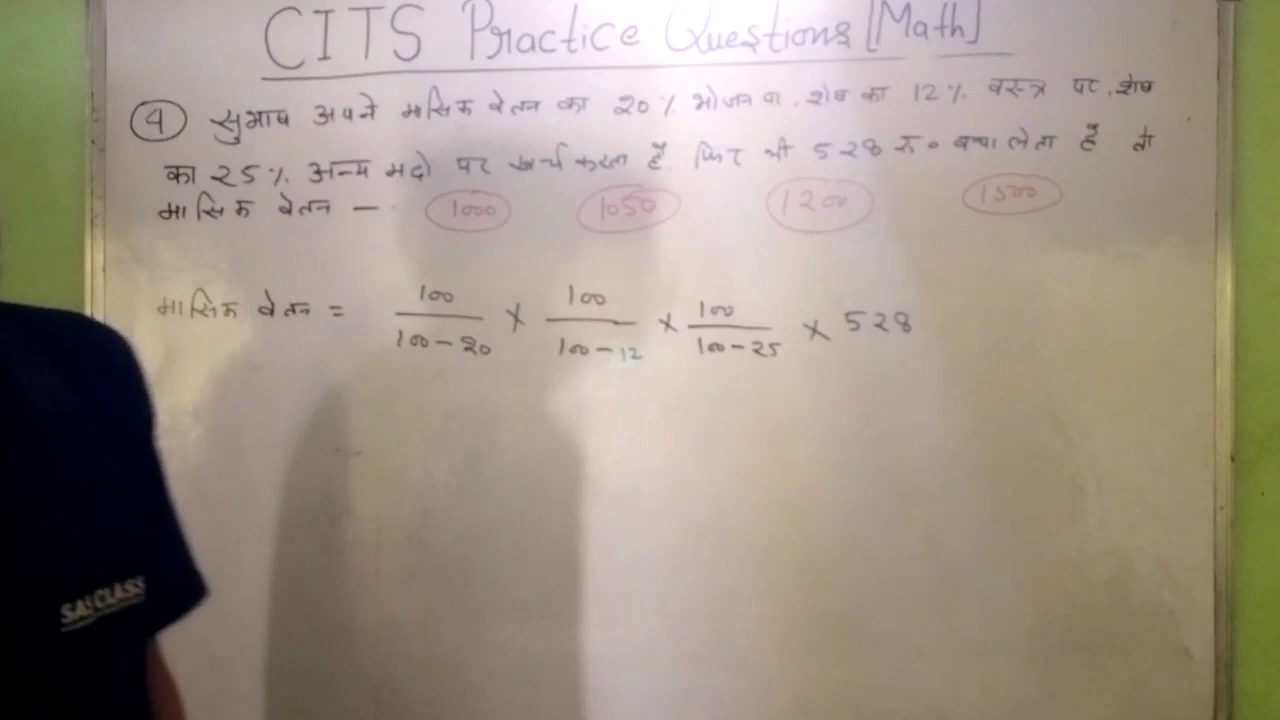 CITS Practice Questions [Math]
4 सुभाष अपने मासिक वेतन का 20% भोजन पर, शेष का 12% वस्त्र पर, शेष
का 25% अन्य मदो पर खर्च करता है. फिर भी 528 रु० बचा लेता है तो
मासिक वेतन — 1000 1050 1200 1500
मासिक वेतन = 100/100-20 × 100/100-12 × 100/100-25 × 528
SAS CLASS